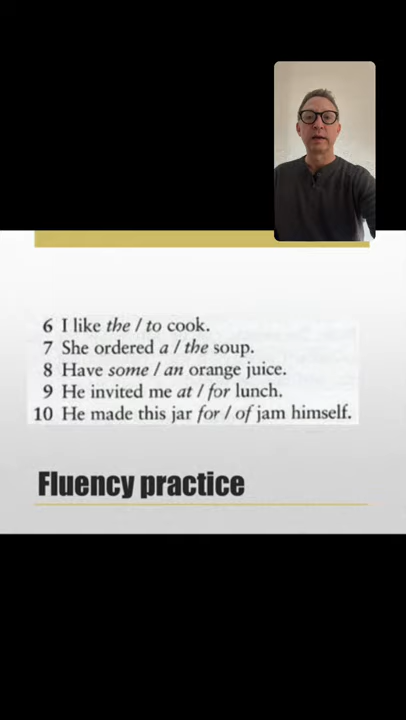 6 I like the / to cook.
7 She ordered a / the soup.
8 Have some / an orange juice.
9 He invited me at / for lunch.
10 He made this jar for / of jam himself.
Fluency practice